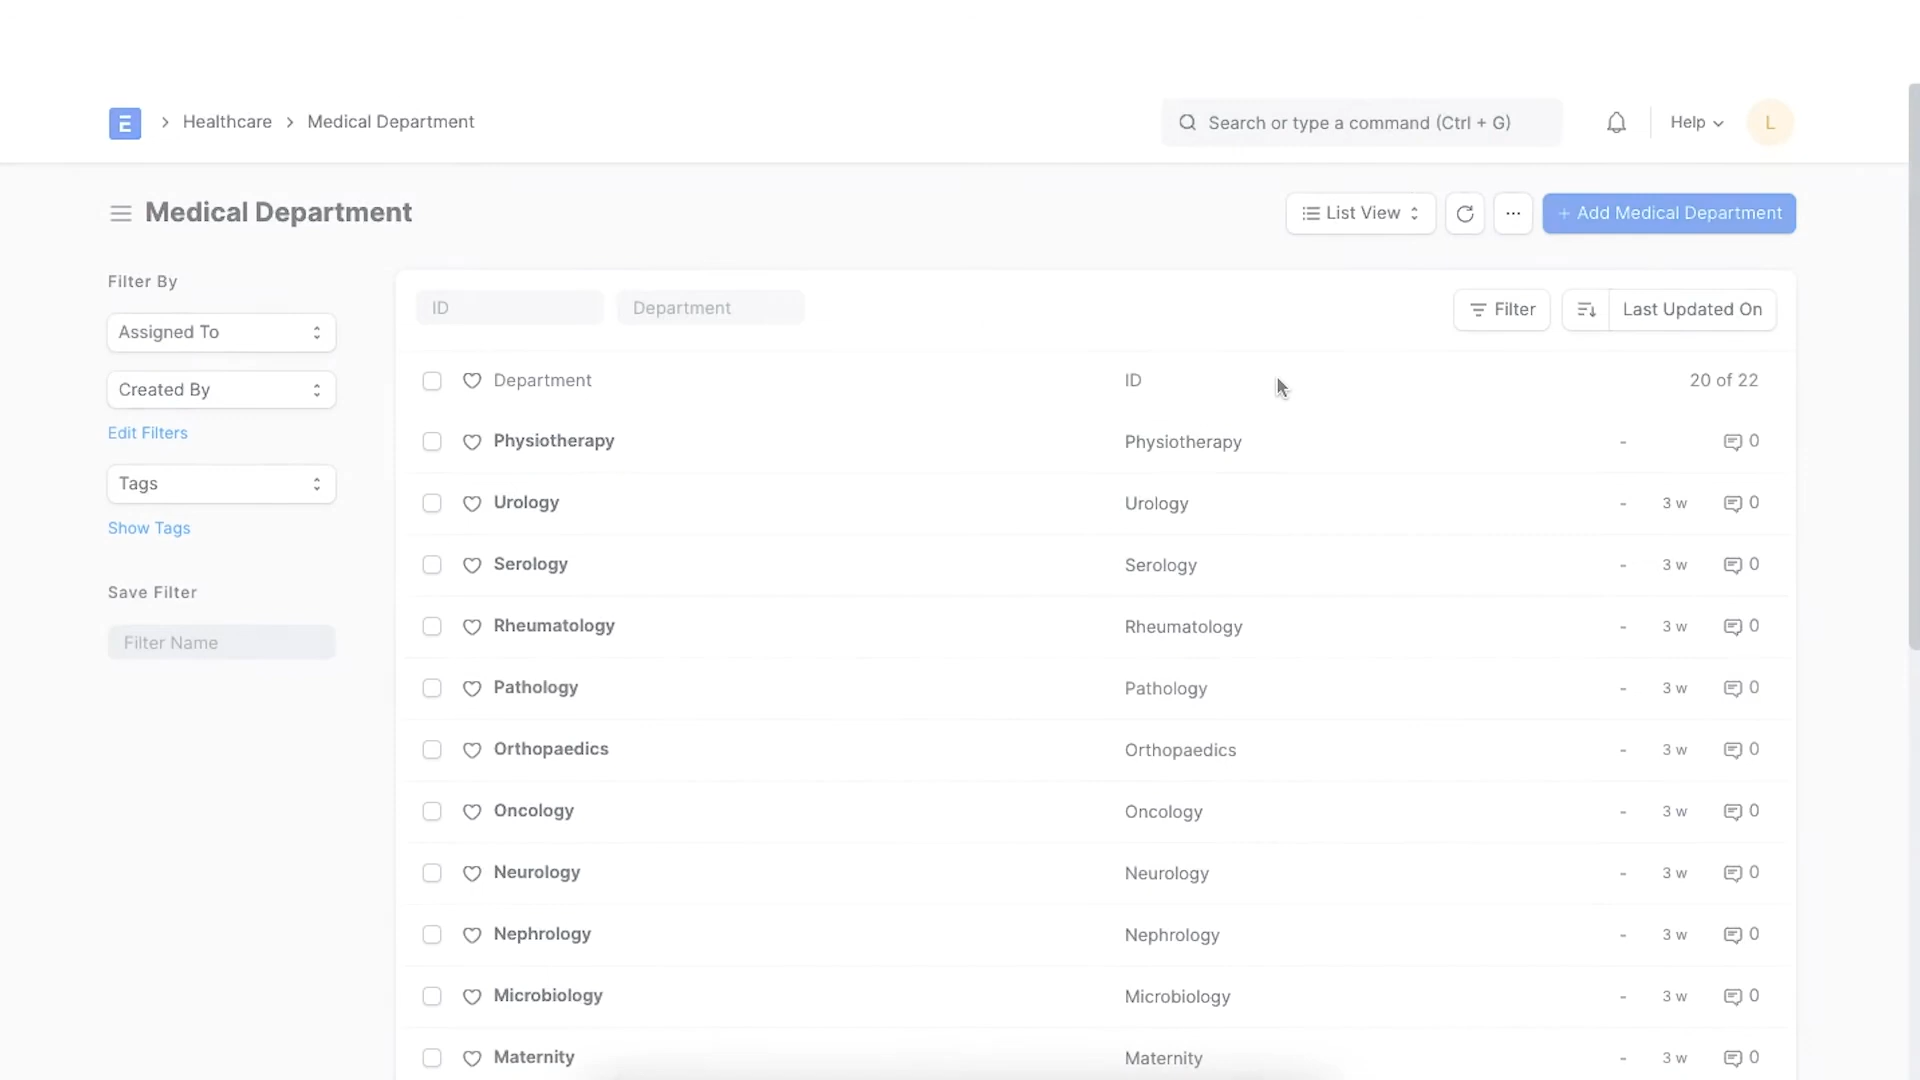 E > Healthcare > Medical Department
Search or type a command (Ctrl + G)
Help
L
Medical Department
List View
...
+ Add Medical Department
Filter By
Assigned To
Created By
Edit Filters
Tags
Show Tags
Save Filter
Filter Name
ID
Department
Filter
Last Updated On
Department ID 20 of 22
Physiotherapy Physiotherapy - 0
Urology Urology - 3 w 0
Serology Serology - 3 w 0
Rheumatology Rheumatology - 3 w 0
Pathology Pathology - 3 w 0
Orthopaedics Orthopaedics - 3 w 0
Oncology Oncology - 3 w 0
Neurology Neurology - 3 w 0
Nephrology Nephrology - 3 w 0
Microbiology Microbiology - 3 w 0
Maternity Maternity - 3 w 0